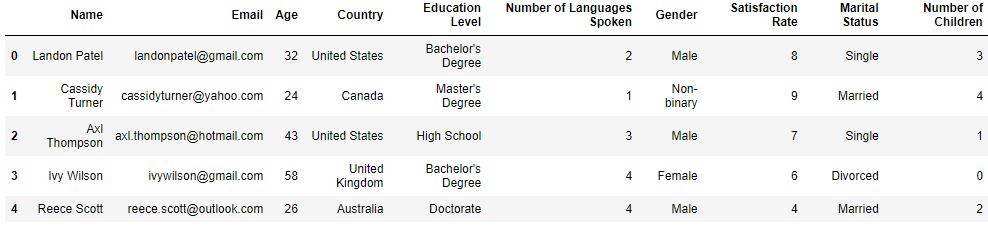 Name Email Age Country Education Level Number of Languages Spoken Gender Satisfaction Rate Marital Status Number of Children
0 Landon Patel landonpatel@gmail.com 32 United States Bachelor's Degree 2 Male 8 Single 3
1 Cassidy Turner cassidyturner@yahoo.com 24 Canada Master's Degree 1 Non-binary 9 Married 4
2 Axl Thompson axl.thompson@hotmail.com 43 United States High School 3 Male 7 Single 1
3 Ivy Wilson ivywilson@gmail.com 58 United Kingdom Bachelor's Degree 4 Female 6 Divorced 0
4 Reece Scott reece.scott@outlook.com 26 Australia Doctorate 4 Male 4 Married 2